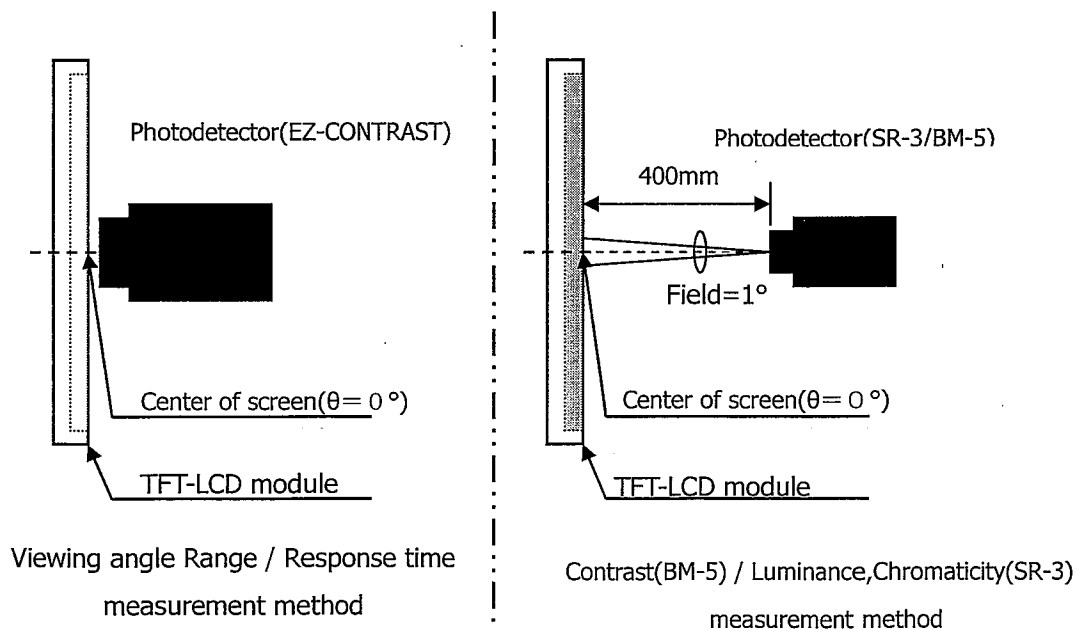 Photodetector(EZ-CONTRAST)
Center of screen(θ= 0 °)
TFT-LCD module
Viewing angle Range / Response time
measurement method
Photodetector(SR-3/BM-5)
400mm
Field=1°
Center of screen(θ= 0 °)
TFT-LCD module
Contrast(BM-5) / Luminance,Chromaticity(SR-3)
measurement method